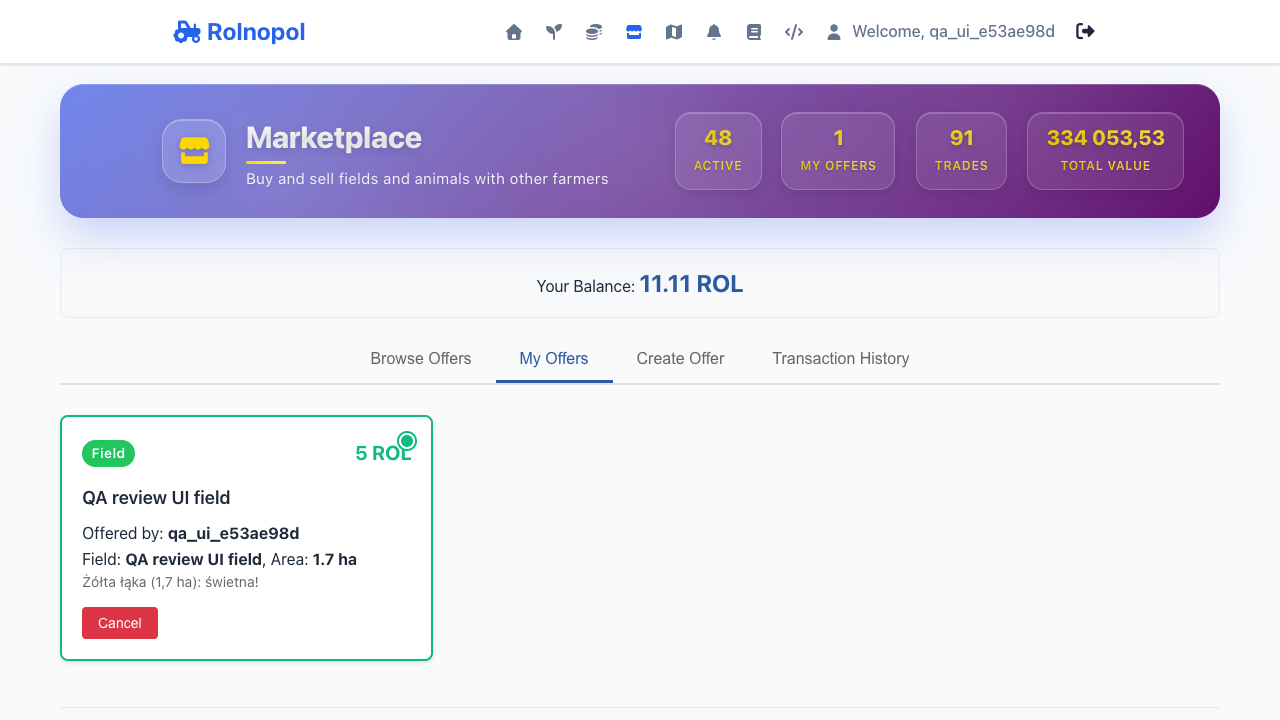 Rolnopol
Welcome, qa_ui_e53ae98d
Marketplace
Buy and sell fields and animals with other farmers
48
ACTIVE
1
MY OFFERS
91
TRADES
334 053,53
TOTAL VALUE
Your Balance: 11.11 ROL
Browse Offers
My Offers
Create Offer
Transaction History
Field
5 ROL
QA review UI field
Offered by: qa_ui_e53ae98d
Field: QA review UI field, Area: 1.7 ha
Żółta łąka (1,7 ha): świetna!
Cancel